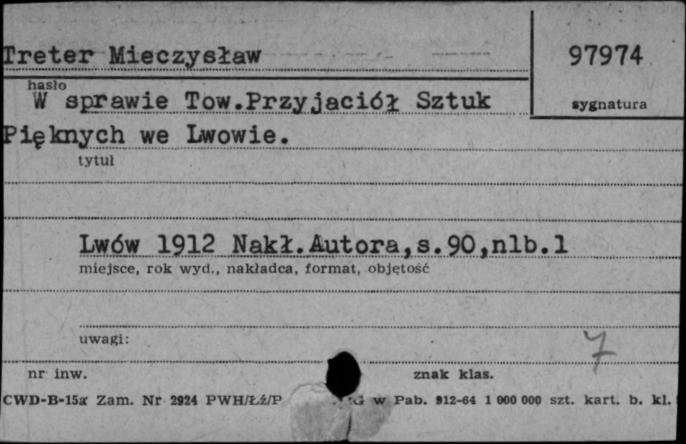 Treter Mieczysław
97974
hasło
W sprawie Tow.Przyjaciół Sztuk
sygnatura
Pięknych we Lwowie.
tytuł
Lwów 1912 Nakł.Autora,s.90,nlb.1
miejsce, rok wyd., nakładca, format, objętość
uwagi:
7
nr inw.
znak klas.
CWD-B-15a Zam. Nr 2924 PWH/Łź/P w Pab. 912-64 1 000 000 szt. kart. b. kl.